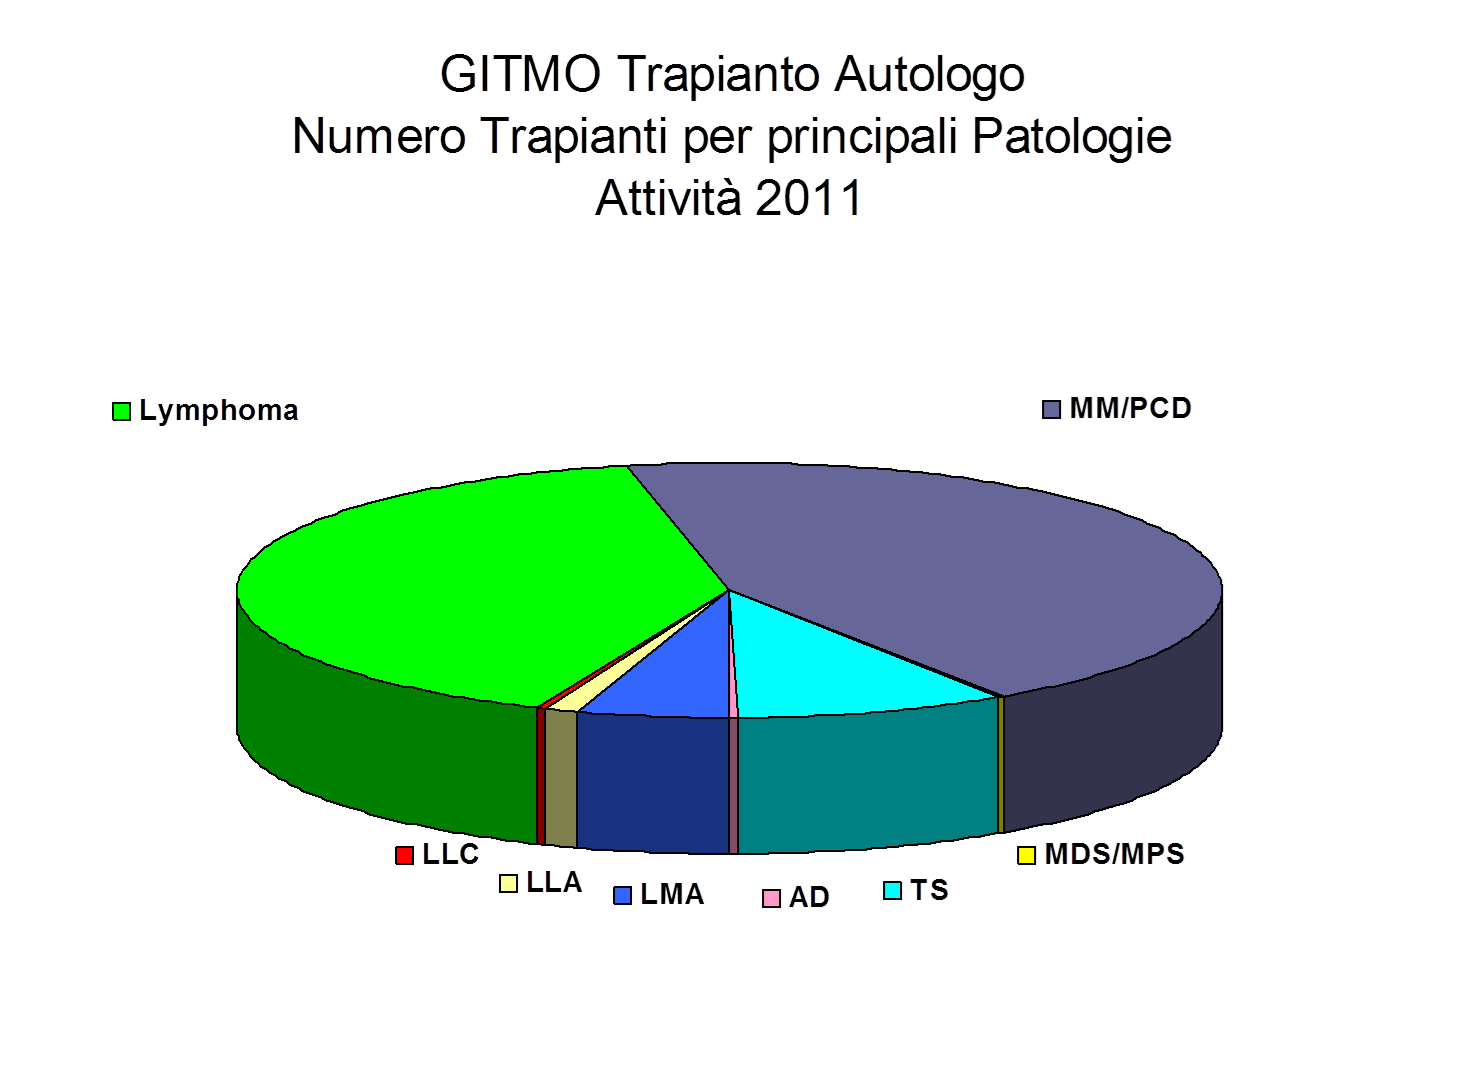 GITMO Trapianto Autologo
Numero Trapianti per principali Patologie
Attività 2011
Lymphoma
MM/PCD
LLC
LLA
LMA
AD
TS
MDS/MPS